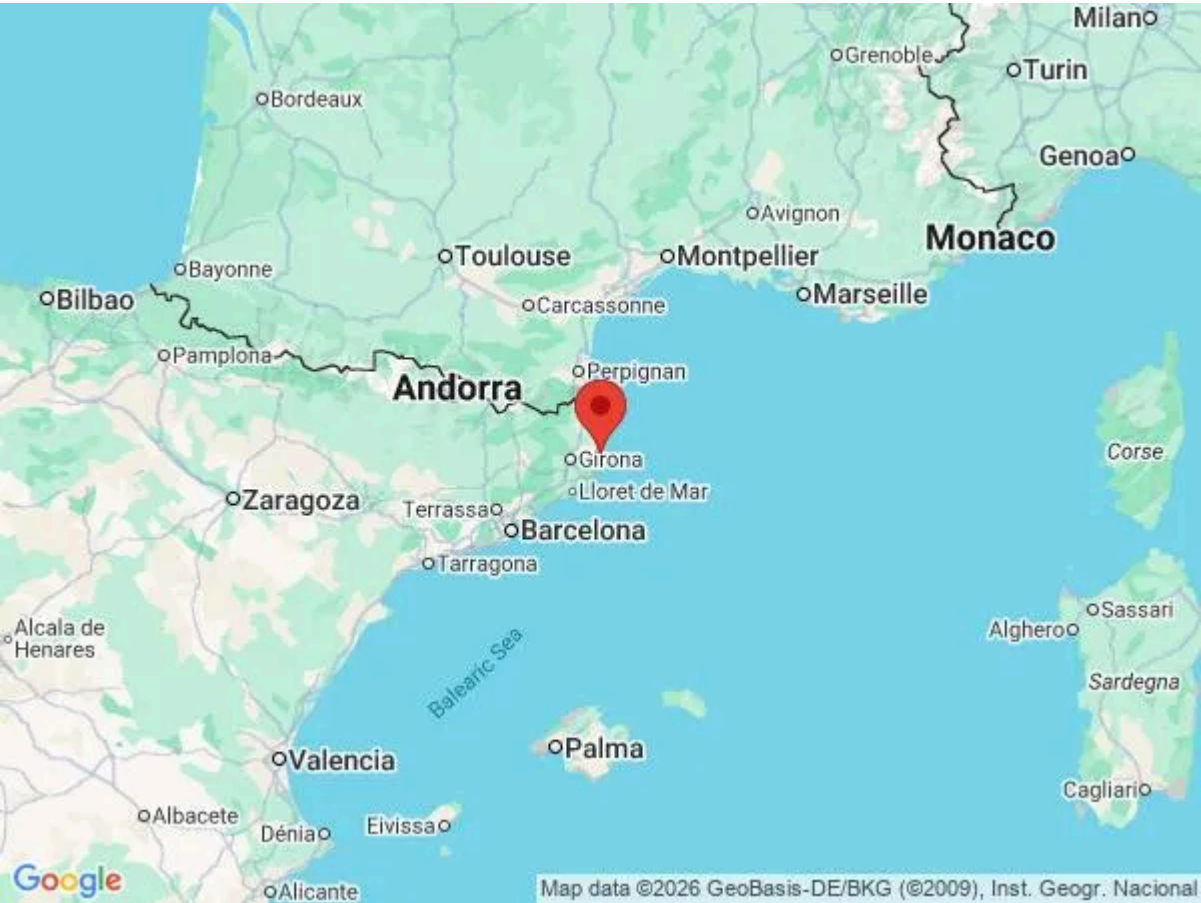 Milan
Grenoble
Turin
Bordeaux
Genoa
Avignon
Monaco
Toulouse
Montpellier
Bayonne
Marseille
Bilbao
Carcassonne
Pamplona
Perpignan
Andorra
Corse
Girona
Lloret de Mar
Zaragoza
Terrassa
Barcelona
Tarragona
Sassari
Alcala de
Henares
Alghero
Balearic Sea
Sardegna
Palma
Valencia
Cagliari
Albacete
Eivissa
Dénia
Google
Alicante
Map data ©2026 GeoBasis-DE/BKG (©2009), Inst. Geogr. Nacional